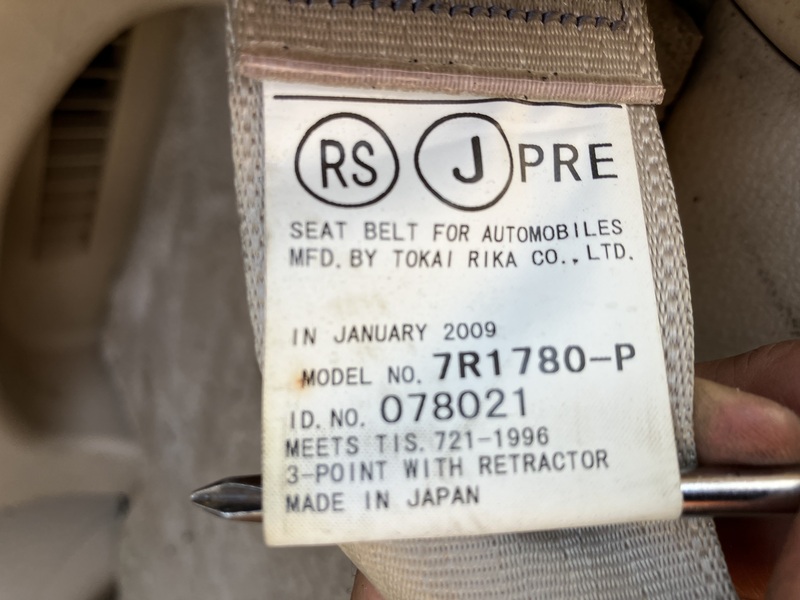 RS J PRE
SEAT BELT FOR AUTOMOBILES
MFD. BY TOKAI RIKA CO., LTD.
IN JANUARY 2009
MODEL NO. 7R1780-P
ID. NO. 078021
MEETS TIS. 721-1996
3-POINT WITH RETRACTOR
MADE IN JAPAN